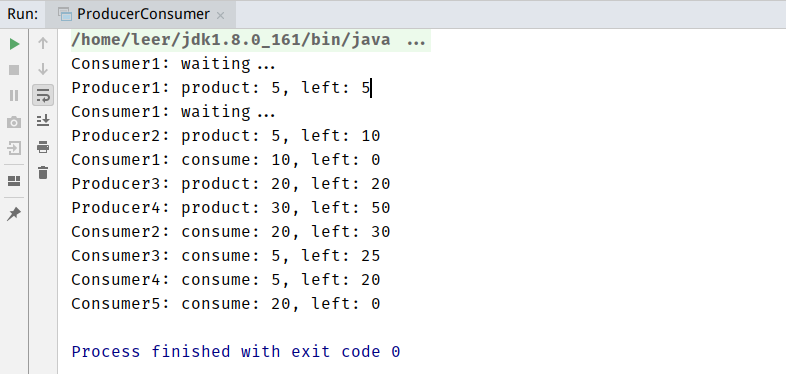 Run: ProducerConsumer ×
/home/leer/jdk1.8.0_161/bin/java ...
Consumer1: waiting...
Producer1: product: 5, left: 5
Consumer1: waiting...
Producer2: product: 5, left: 10
Consumer1: consume: 10, left: 0
Producer3: product: 20, left: 20
Producer4: product: 30, left: 50
Consumer2: consume: 20, left: 30
Consumer3: consume: 5, left: 25
Consumer4: consume: 5, left: 20
Consumer5: consume: 20, left: 0
Process finished with exit code 0